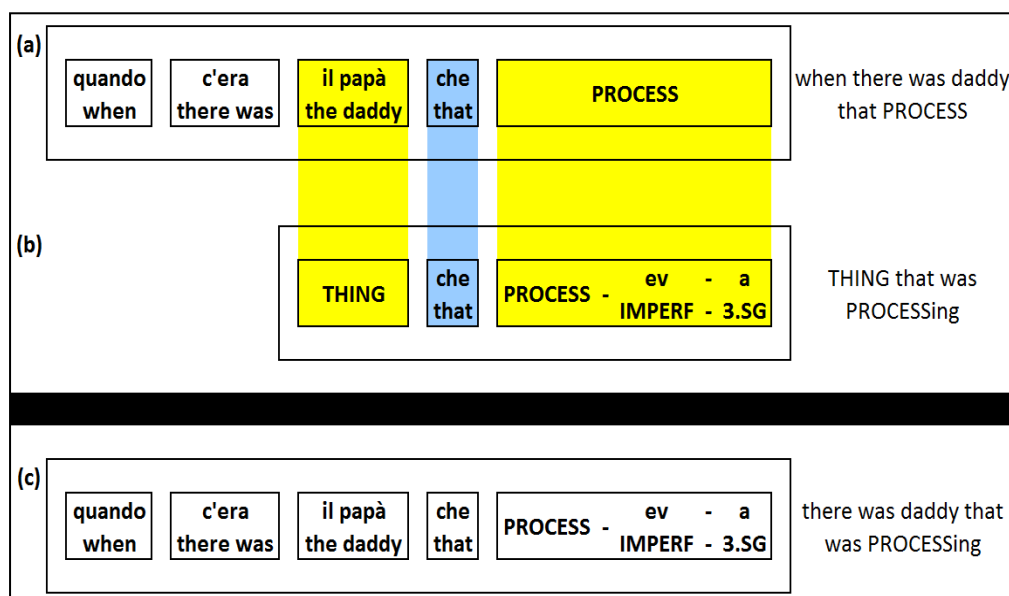 (a)
quando c'era il papà che PROCESS
when there was the daddy that
when there was daddy
that PROCESS
(b)
THING che PROCESS - ev - a
that IMPERF - 3.SG
THING that was
PROCESSing
(c)
quando c'era il papà che PROCESS - ev - a
when there was the daddy that IMPERF - 3.SG
there was daddy that
was PROCESSing